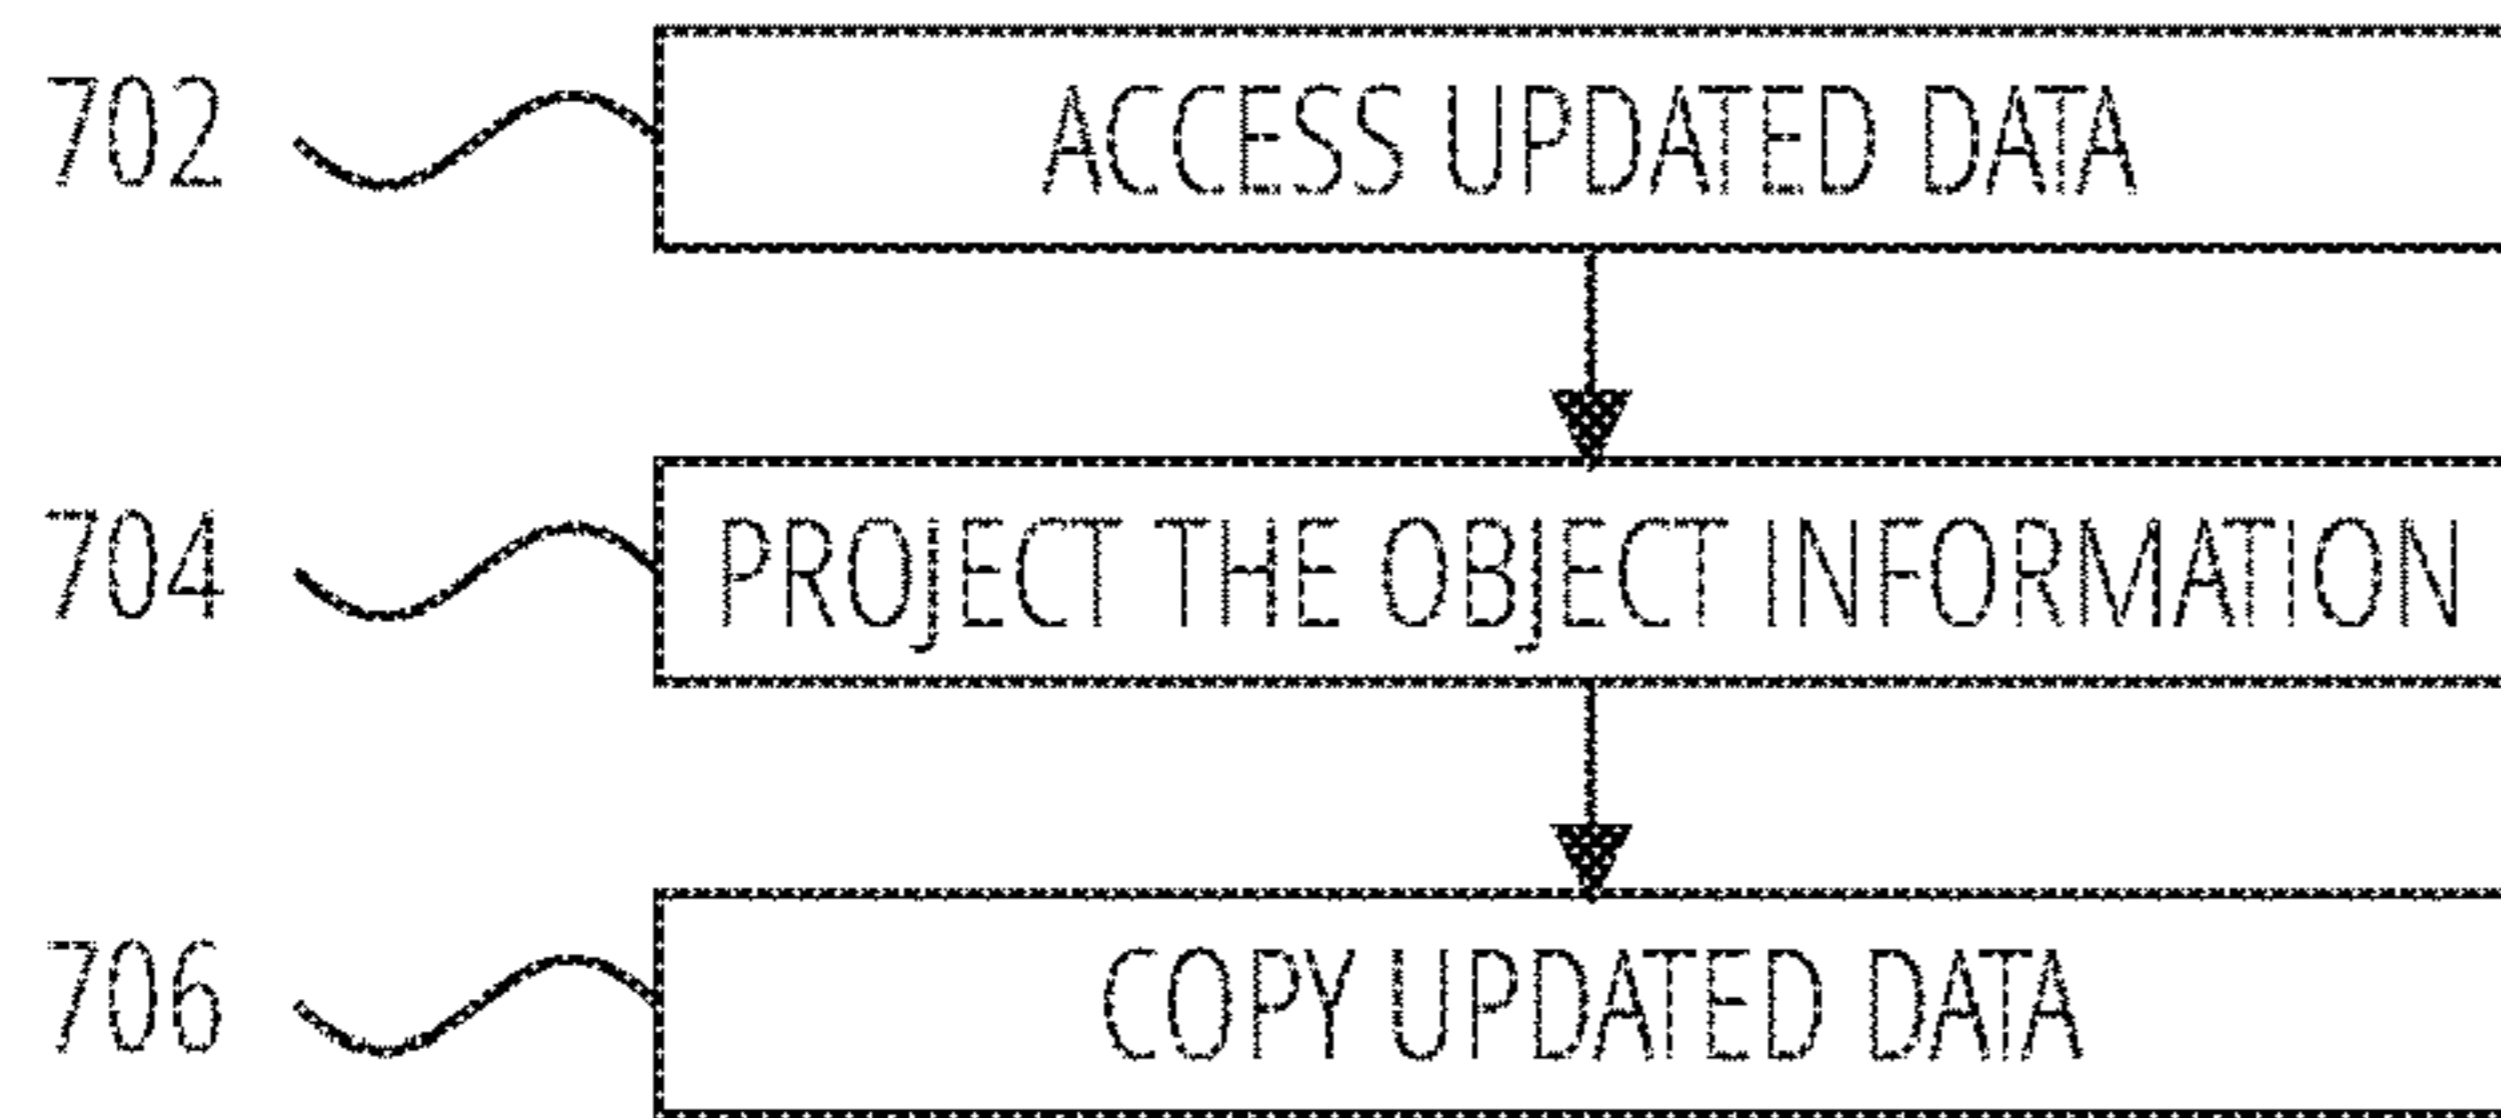 702 ACCESS UPDATED DATA
704 PROJECT THE OBJECT INFORMATION
706 COPY UPDATED DATA